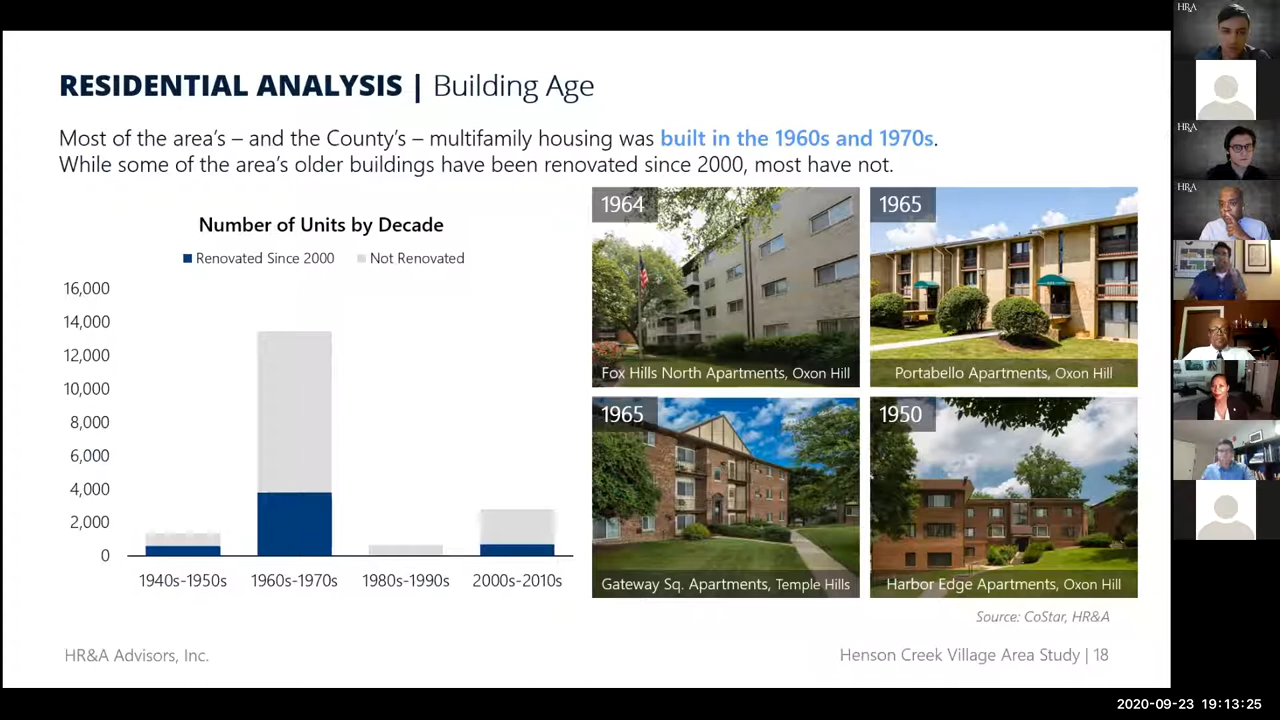 RESIDENTIAL ANALYSIS | Building Age
Most of the area's – and the County's – multifamily housing was built in the 1960s and 1970s.
While some of the area's older buildings have been renovated since 2000, most have not.
Number of Units by Decade
Renovated Since 2000
Not Renovated
16,000
14,000
12,000
10,000
8,000
6,000
4,000
2,000
0
1940s-1950s
1960s-1970s
1980s-1990s
2000s-2010s
1964
Fox Hills North Apartments, Oxon Hill
1965
Portabello Apartments, Oxon Hill
1965
Gateway Sq. Apartments, Temple Hills
1950
Harbor Edge Apartments, Oxon Hill
Source: CoStar, HR&A
HR&A Advisors, Inc.
Henson Creek Village Area Study | 18
HRA
HRA
HRA
2020-09-23 19:13:25